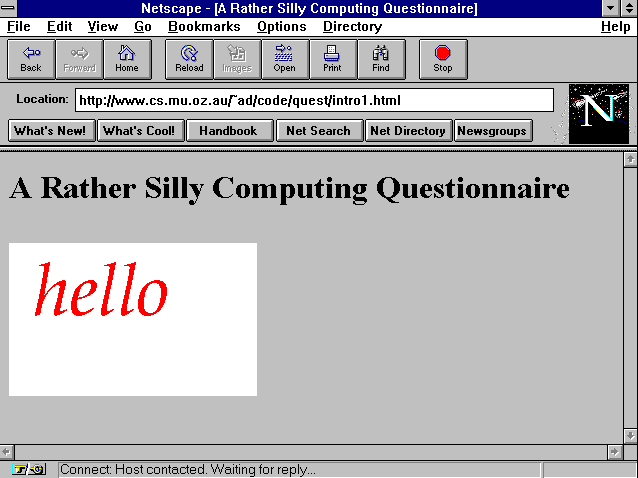 Netscape - [A Rather Silly Computing Questionnaire]
File Edit View Go Bookmarks Options Directory Help
Back Forward Home Reload Images Open Print Find Stop
Location: http://www.cs.mu.oz.au/~ad/code/quest/intro1.html
N
What's New! What's Cool! Handbook Net Search Net Directory Newsgroups
A Rather Silly Computing Questionnaire
hello
Connect: Host contacted. Waiting for reply...